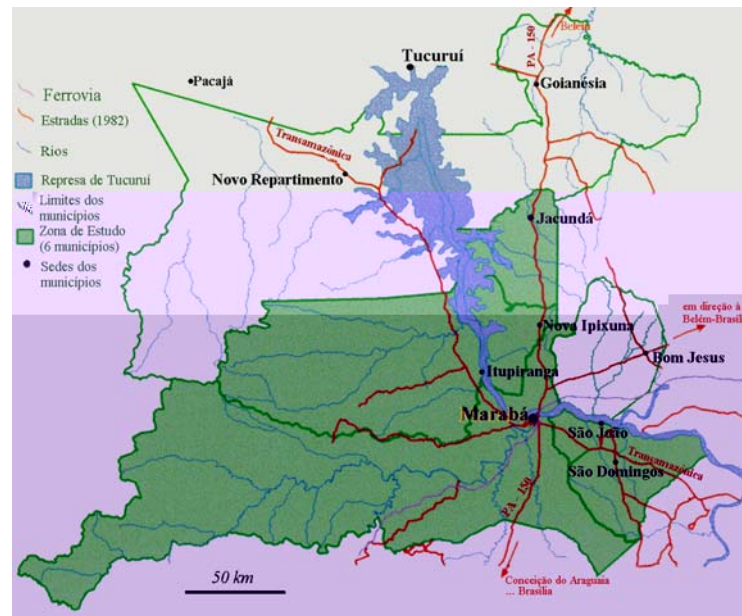 Belém
PA - 150
Tucuruí
Pacajá
Goianésia
Ferrovia
Estradas (1982)
Rios
Represa de Tucuruí
Limites dos
municípios
Zona de Estudo
(6 municípios)
Sedes dos
municípios
Transamazônica
Novo Repartimento
Jacundá
em direção à
Belém-Brasil
Novo Ipixuna
Bom Jesus
Itupiranga
Marabá
São João
São Domingos
Transamazônica
PA - 150
50 km
Conceição do Araguaia
... Brasília